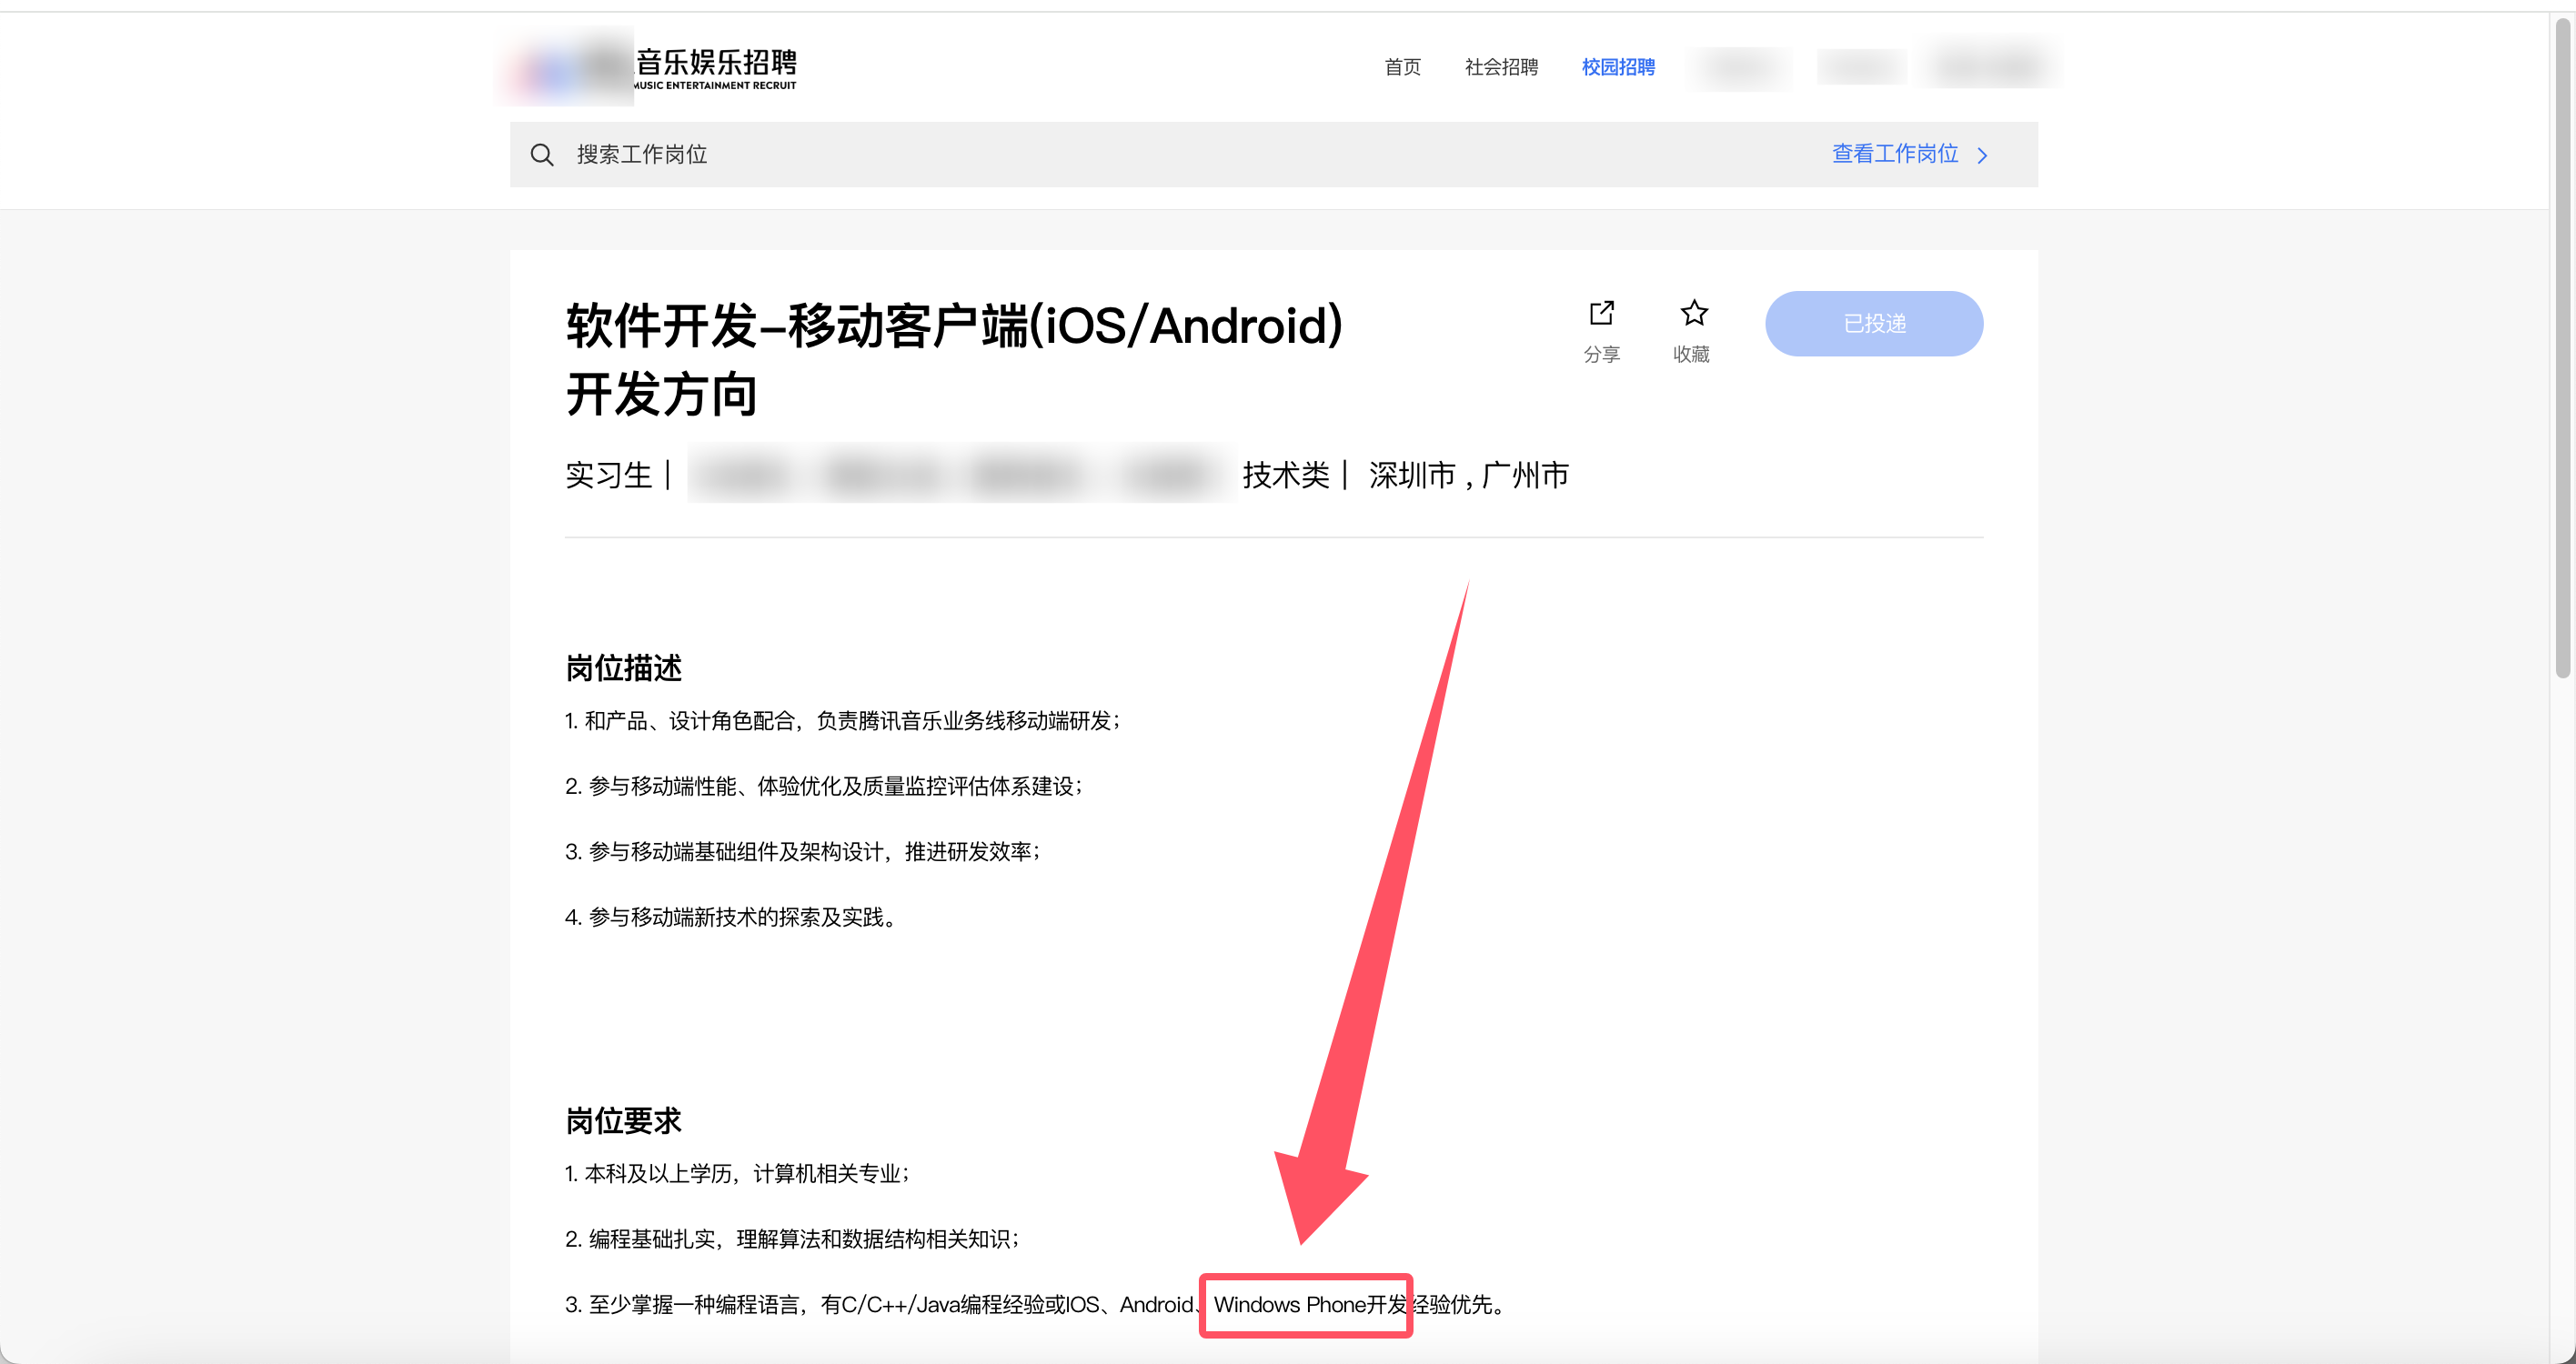 音乐娱乐招聘
MUSIC ENTERTAINMENT RECRUIT
首页 社会招聘 校园招聘
搜索工作岗位 查看工作岗位
软件开发-移动客户端(iOS/Android)
开发方向
分享 收藏 已投递
实习生| 技术类| 深圳市 , 广州市
岗位描述
1. 和产品、设计角色配合，负责腾讯音乐业务线移动端研发；
2. 参与移动端性能、体验优化及质量监控评估体系建设；
3. 参与移动端基础组件及架构设计，推进研发效率；
4. 参与移动端新技术的探索及实践。
岗位要求
1. 本科及以上学历，计算机相关专业；
2. 编程基础扎实，理解算法和数据结构相关知识；
3. 至少掌握一种编程语言，有C/C++/Java编程经验或IOS、Android、Windows Phone开发经验优先。